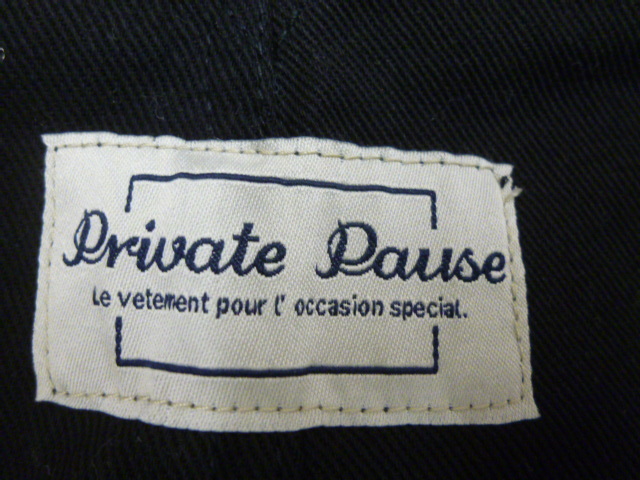 Private Pause
Le vetement pour l' occasion special.